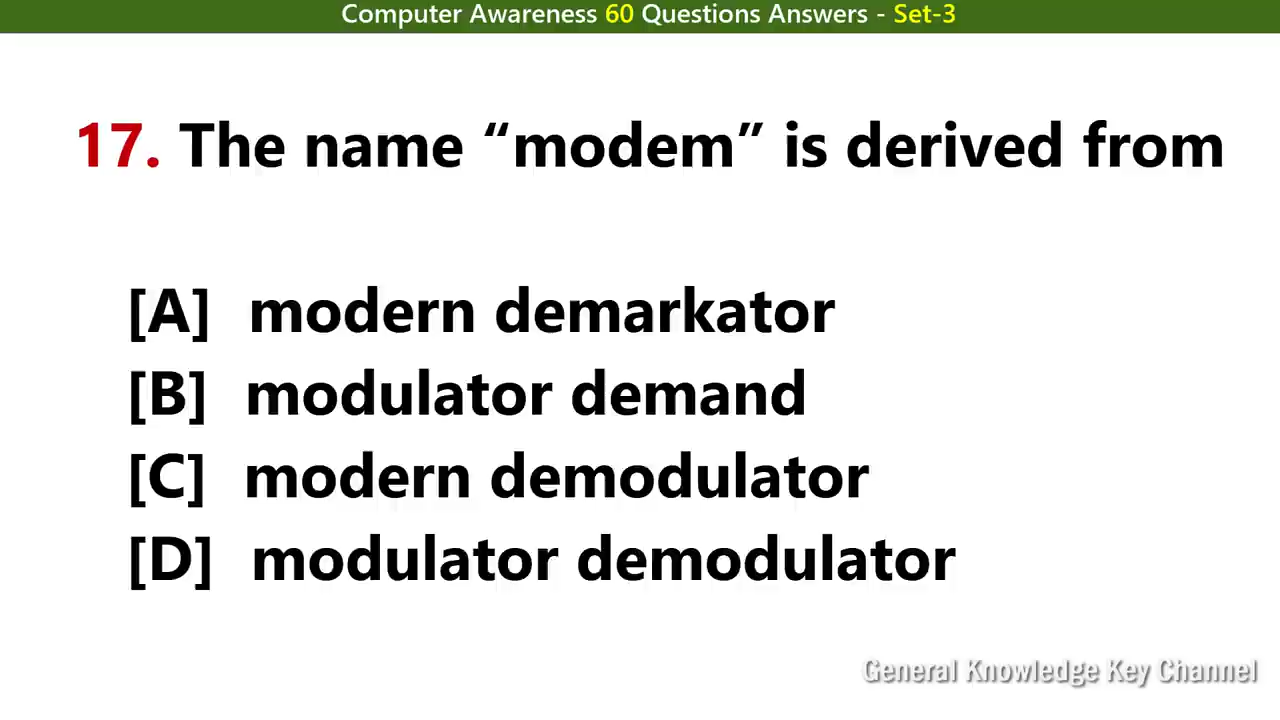 Computer Awareness 60 Questions Answers - Set-3
17. The name “modem” is derived from
[A] modern demarkator
[B] modulator demand
[C] modern demodulator
[D] modulator demodulator
General Knowledge Key Channel